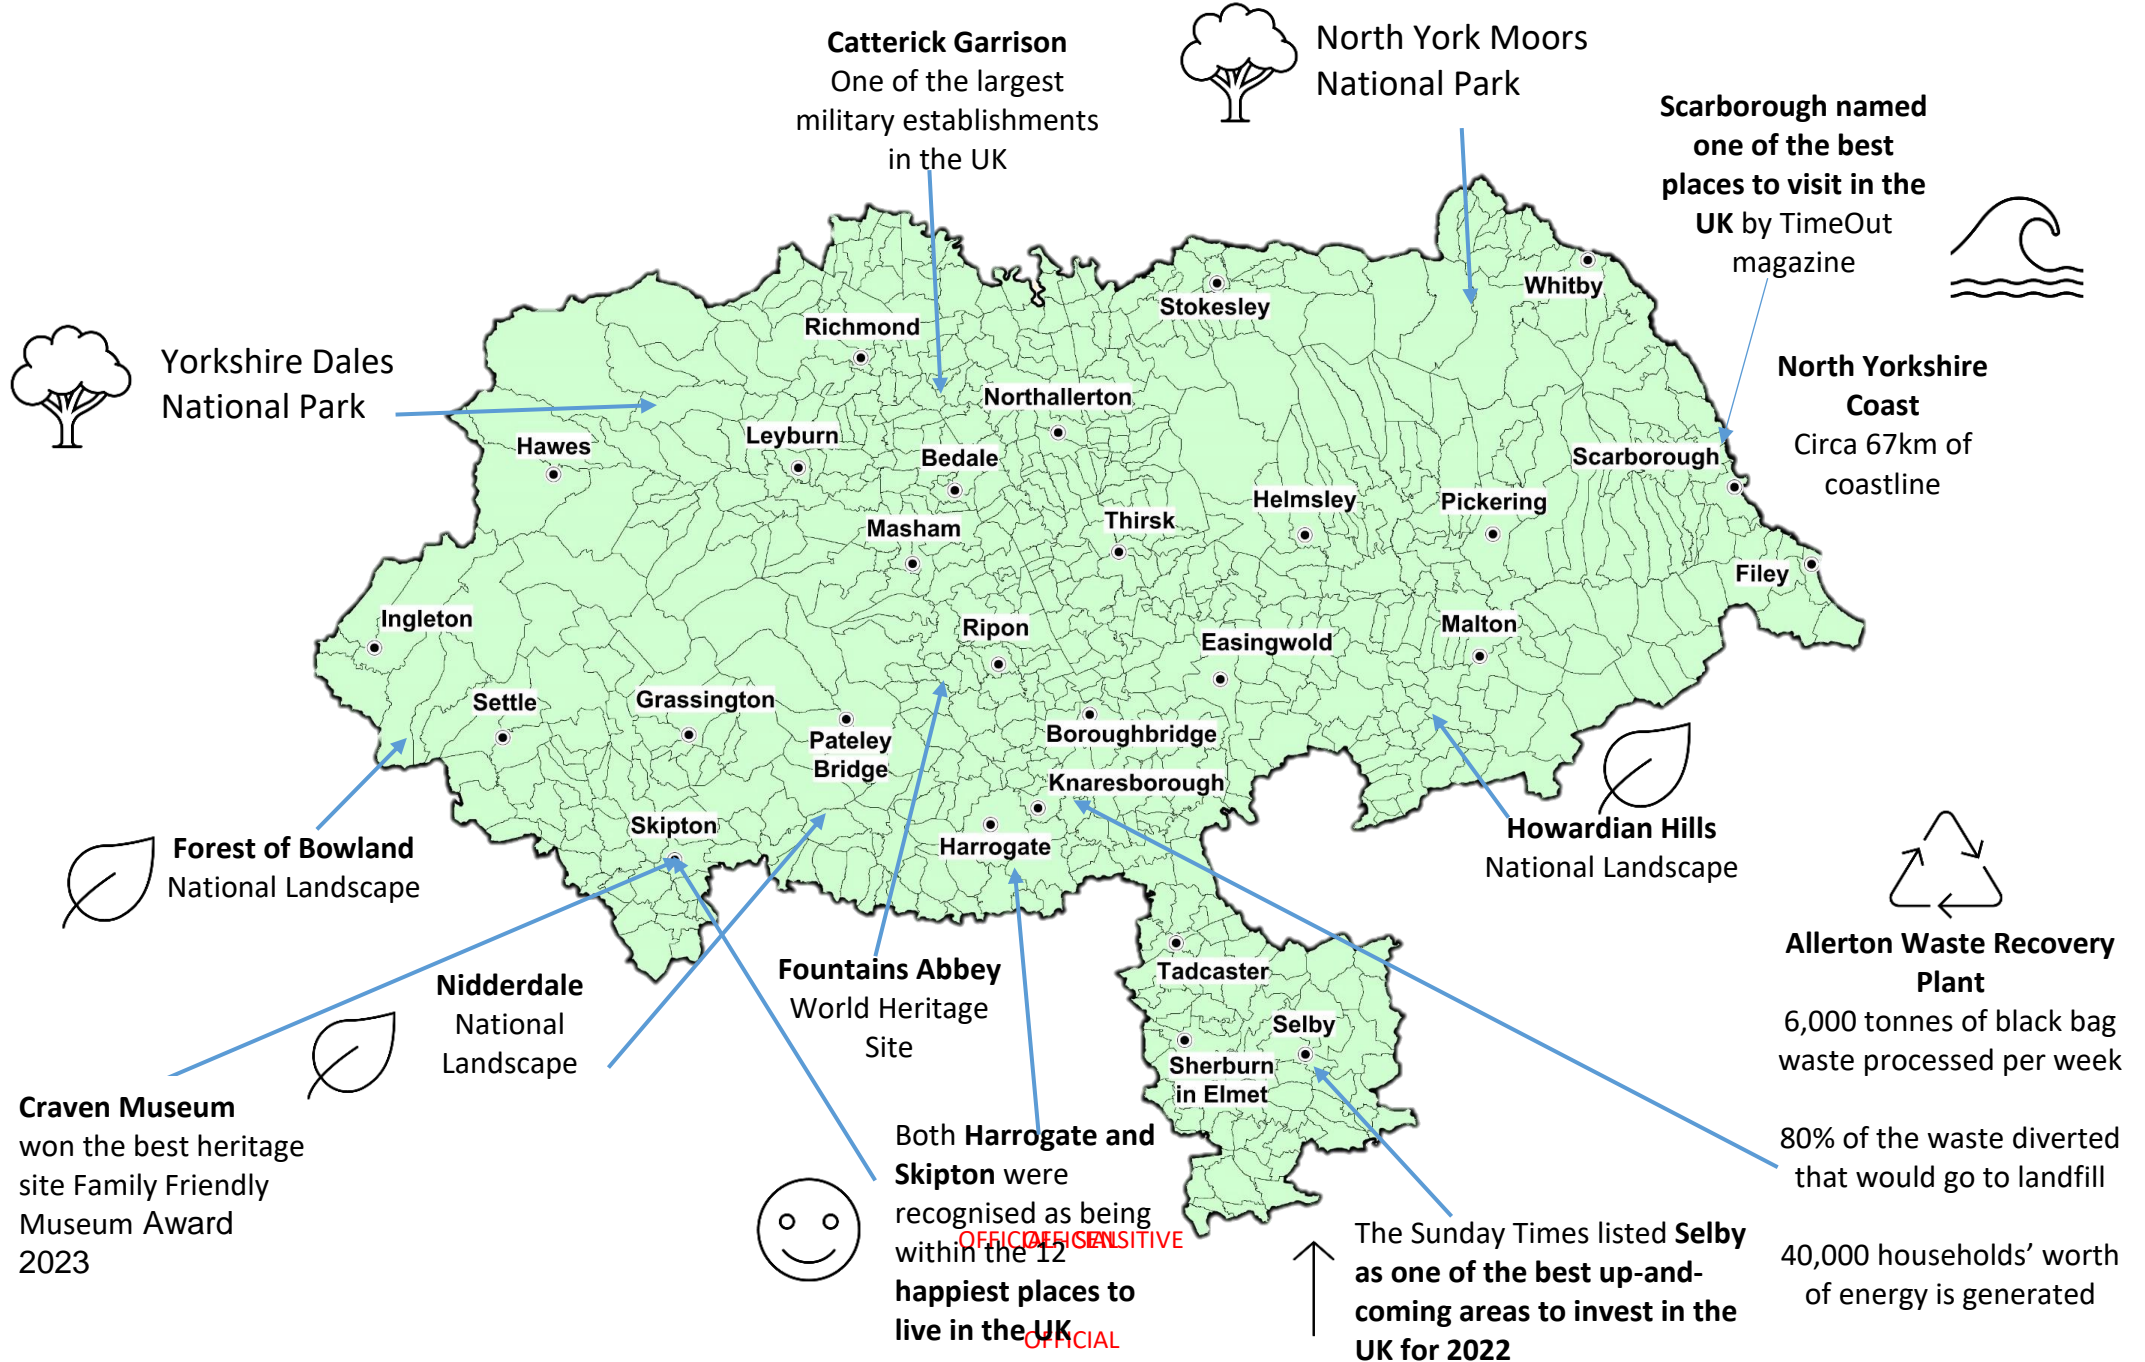 Catterick Garrison
One of the largest
military establishments
in the UK
North York Moors
National Park
Scarborough named
one of the best
places to visit in the
UK by TimeOut
magazine
North Yorkshire
Coast
Circa 67km of
coastline
Yorkshire Dales
National Park
Whitby
Stokesley
Richmond
Northallerton
Hawes
Leyburn
Bedale
Scarborough
Helmsley
Pickering
Masham
Thirsk
Filey
Ingleton
Ripon
Easingwold
Malton
Settle
Grassington
Pateley
Bridge
Boroughbridge
Knaresborough
Skipton
Harrogate
Tadcaster
Selby
Sherburn
in Elmet
Forest of Bowland
National Landscape
Howardian Hills
National Landscape
Nidderdale
National
Landscape
Fountains Abbey
World Heritage
Site
Allerton Waste Recovery
Plant
6,000 tonnes of black bag
waste processed per week
80% of the waste diverted
that would go to landfill
40,000 households’ worth
of energy is generated
Craven Museum
won the best heritage
site Family Friendly
Museum Award
2023
Both Harrogate and
Skipton were
recognised as being
within the 12
happiest places to
live in the UK
OFFICIAL - SENSITIVE
OFFICIAL
OFFICIAL
The Sunday Times listed Selby
as one of the best up-and-
coming areas to invest in the
UK for 2022